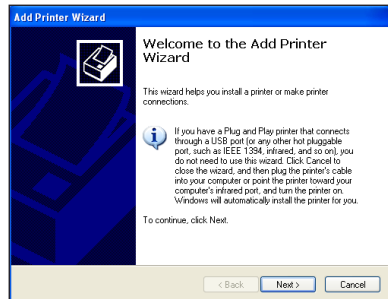 Add Printer Wizard
Welcome to the Add Printer
Wizard
This wizard helps you install a printer or make printer
connections.
If you have a Plug and Play printer that connects
through a USB port (or any other hot pluggable
port, such as IEEE 1394, infrared, and so on), you
do not need to use this wizard. Click Cancel to
close the wizard, and then plug the printer's cable
into your computer or point the printer toward your
computer's infrared port, and turn the printer on.
Windows will automatically install the printer for you.
To continue, click Next.
< Back Next > Cancel